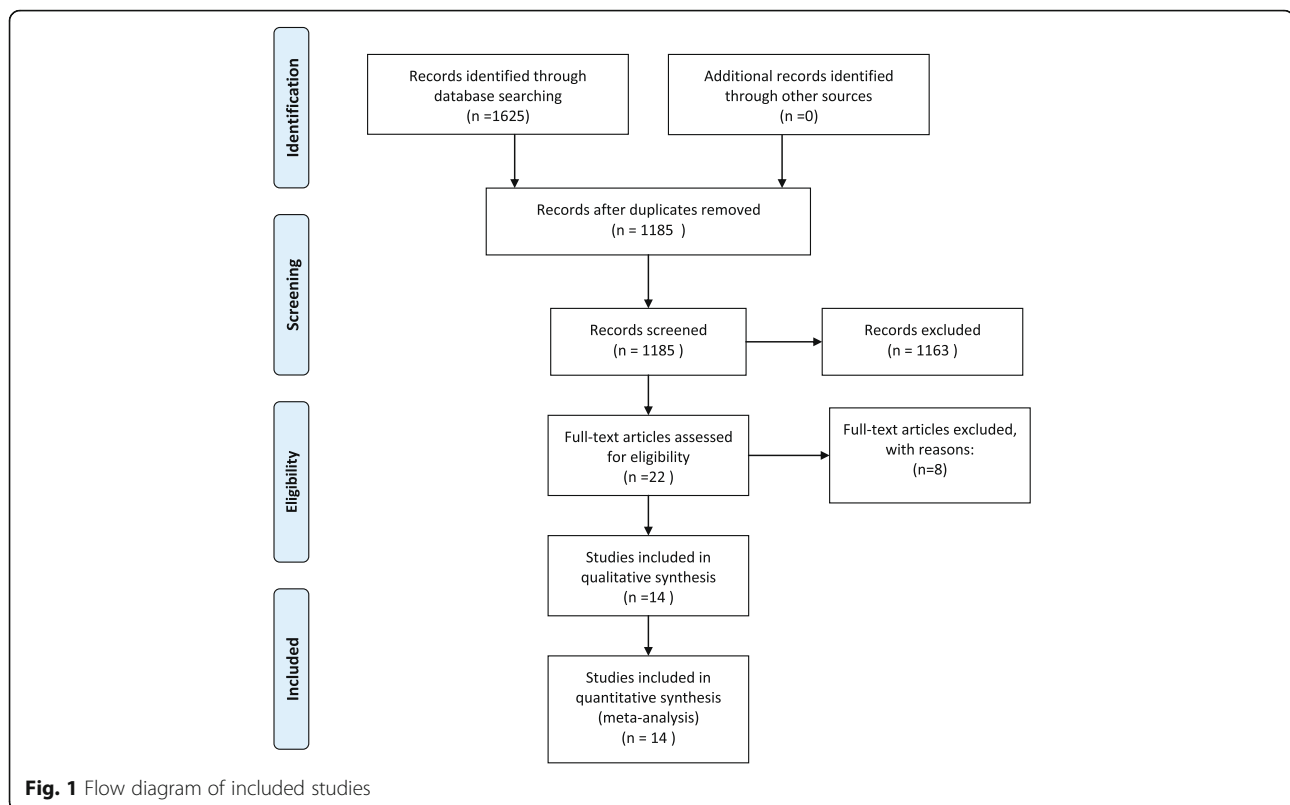 Identification
Records identified through
database searching
(n =1625)
Additional records identified
through other sources
(n =0)
Records after duplicates removed
(n = 1185 )
Screening
Records screened
(n = 1185 )
Records excluded
(n = 1163 )
Eligibility
Full-text articles assessed
for eligibility
(n =22 )
Full-text articles excluded,
with reasons:
(n=8)
Studies included in
qualitative synthesis
(n =14 )
Included
Studies included in
quantitative synthesis
(meta-analysis)
(n = 14 )
Fig. 1 Flow diagram of included studies